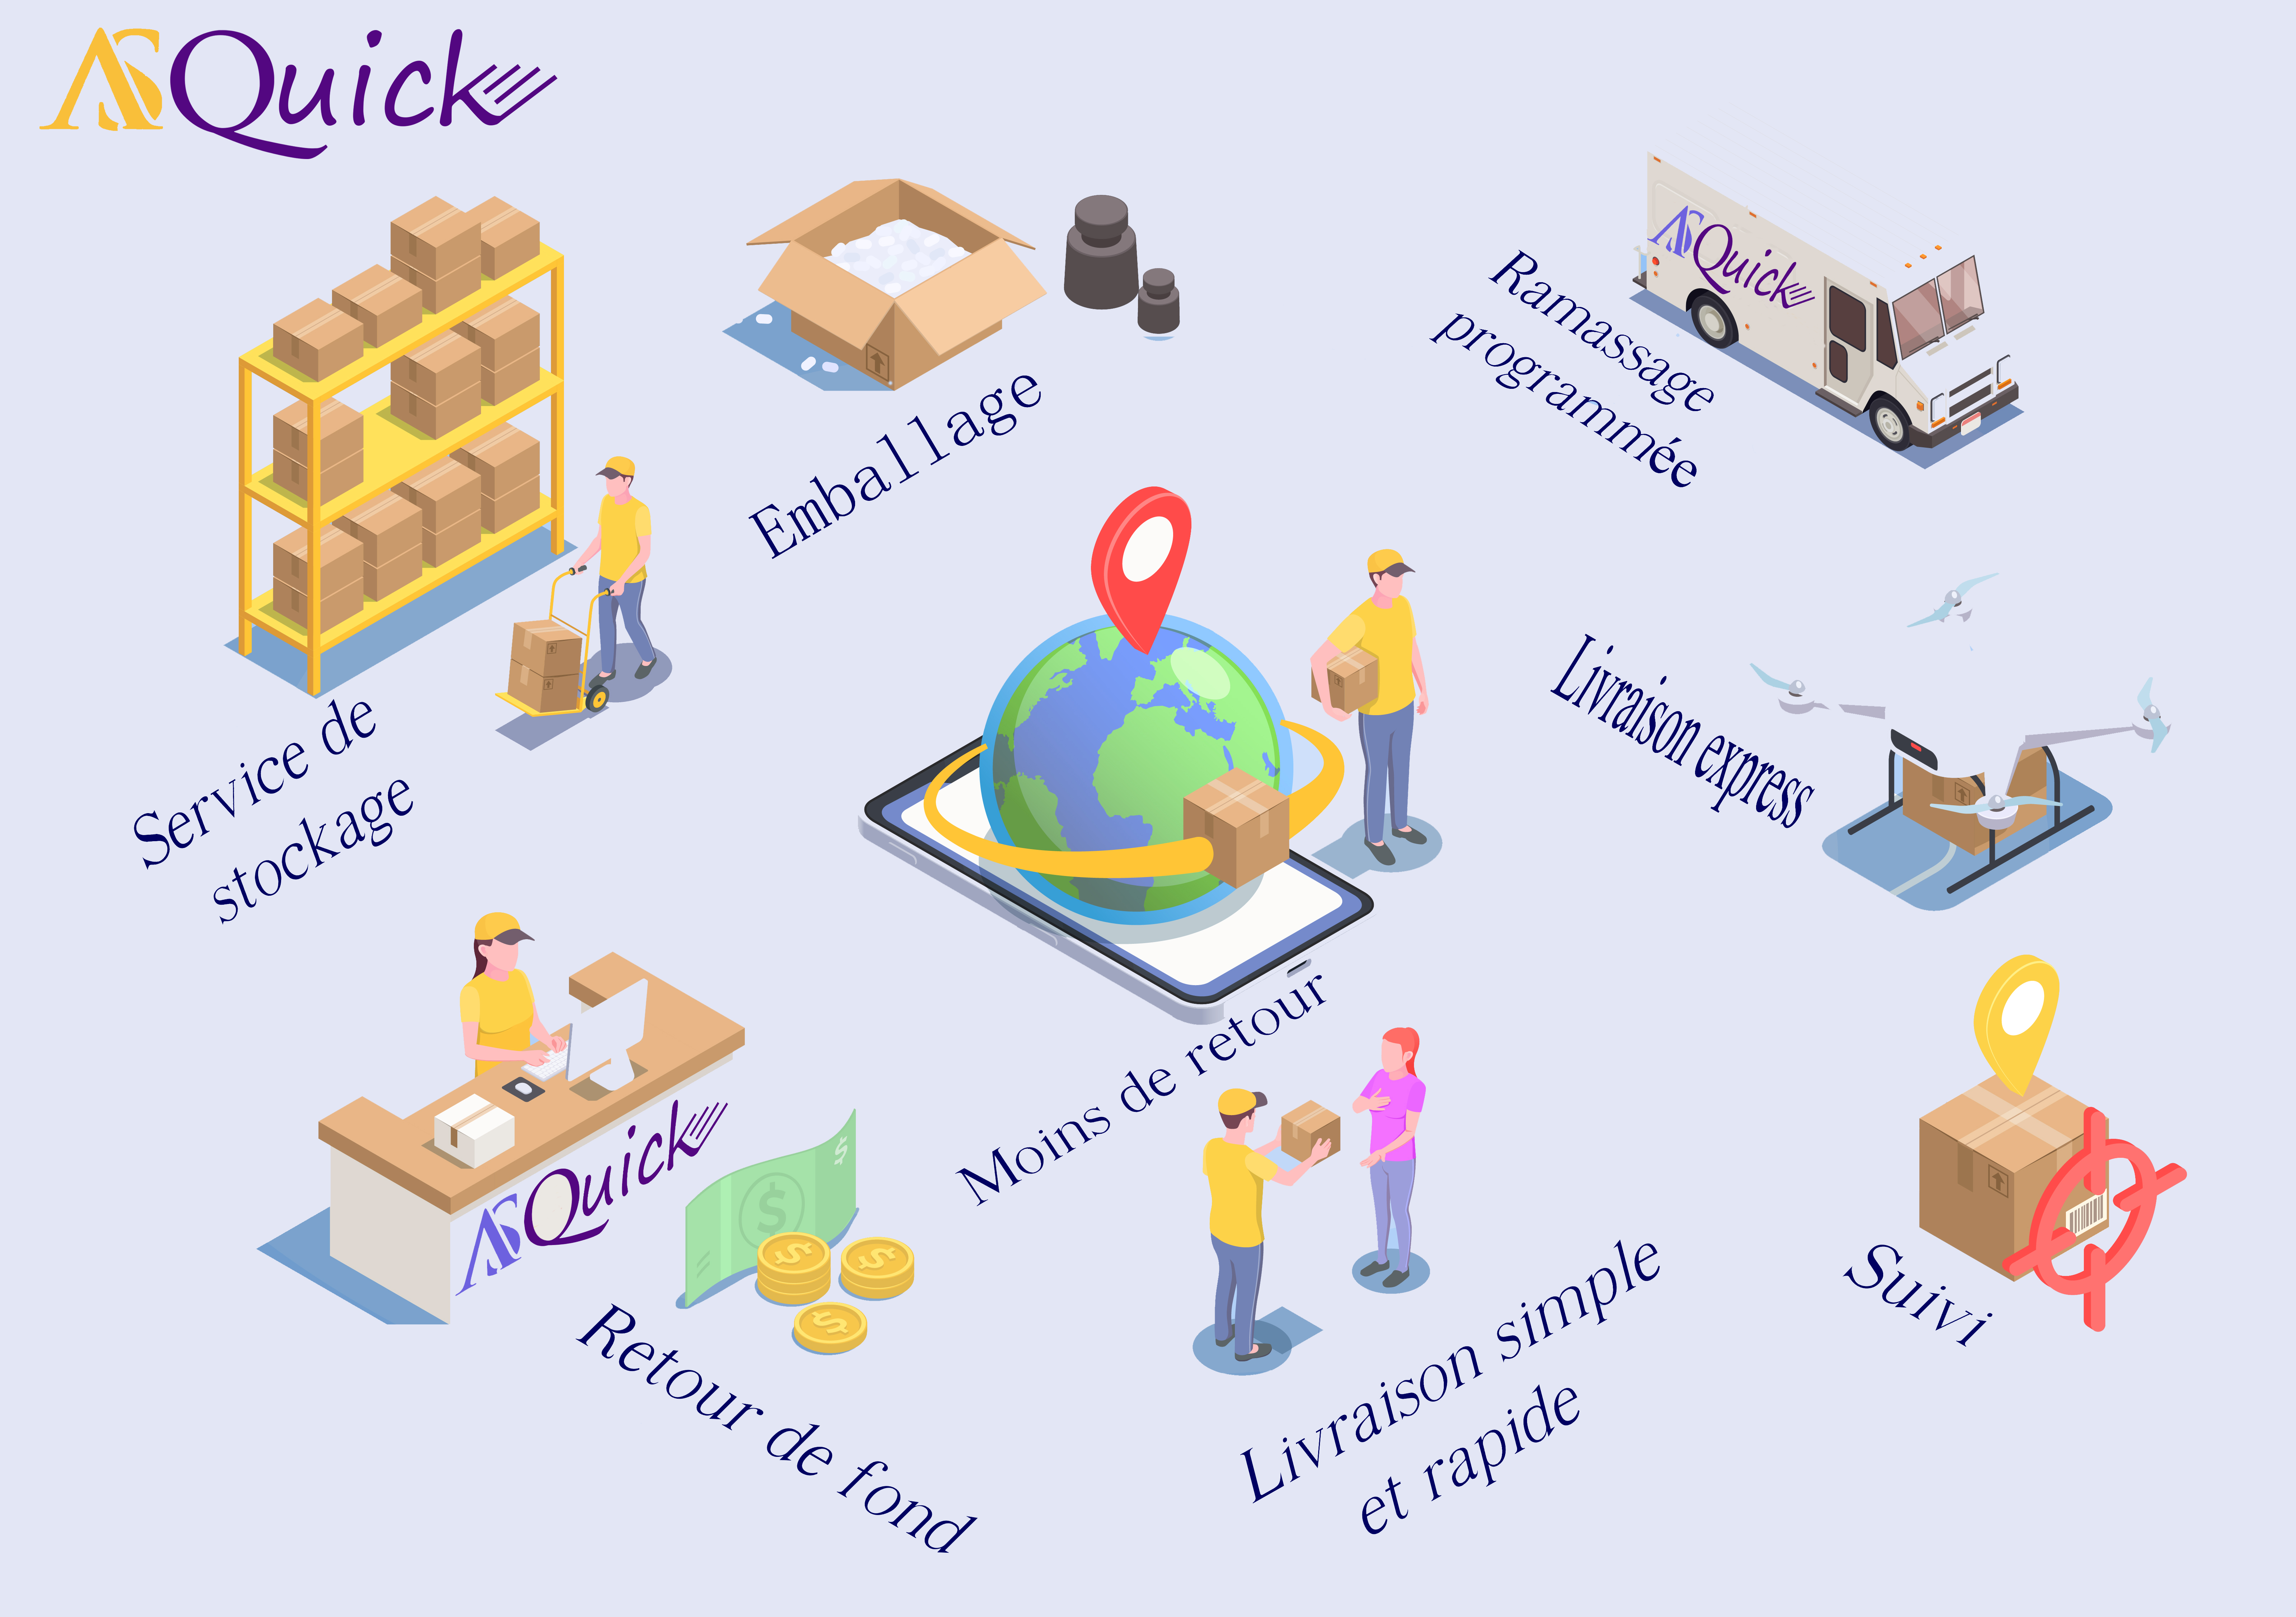 ASQuick
Emballage
ASQuick
Ramassage
programmée
Service de
stockage
Livraison express
Moins de retour
ASQuick
Retour de fond
Livraison simple
et rapide
Suivi